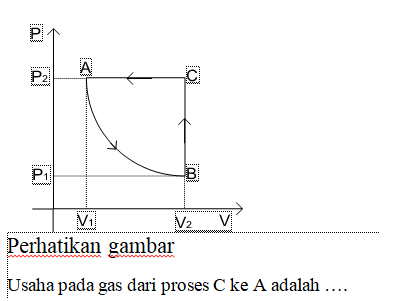 P
A
P₂
C
P₁
B
V₁
V₂
V
Perhatikan gambar
Usaha pada gas dari proses C ke A adalah ….